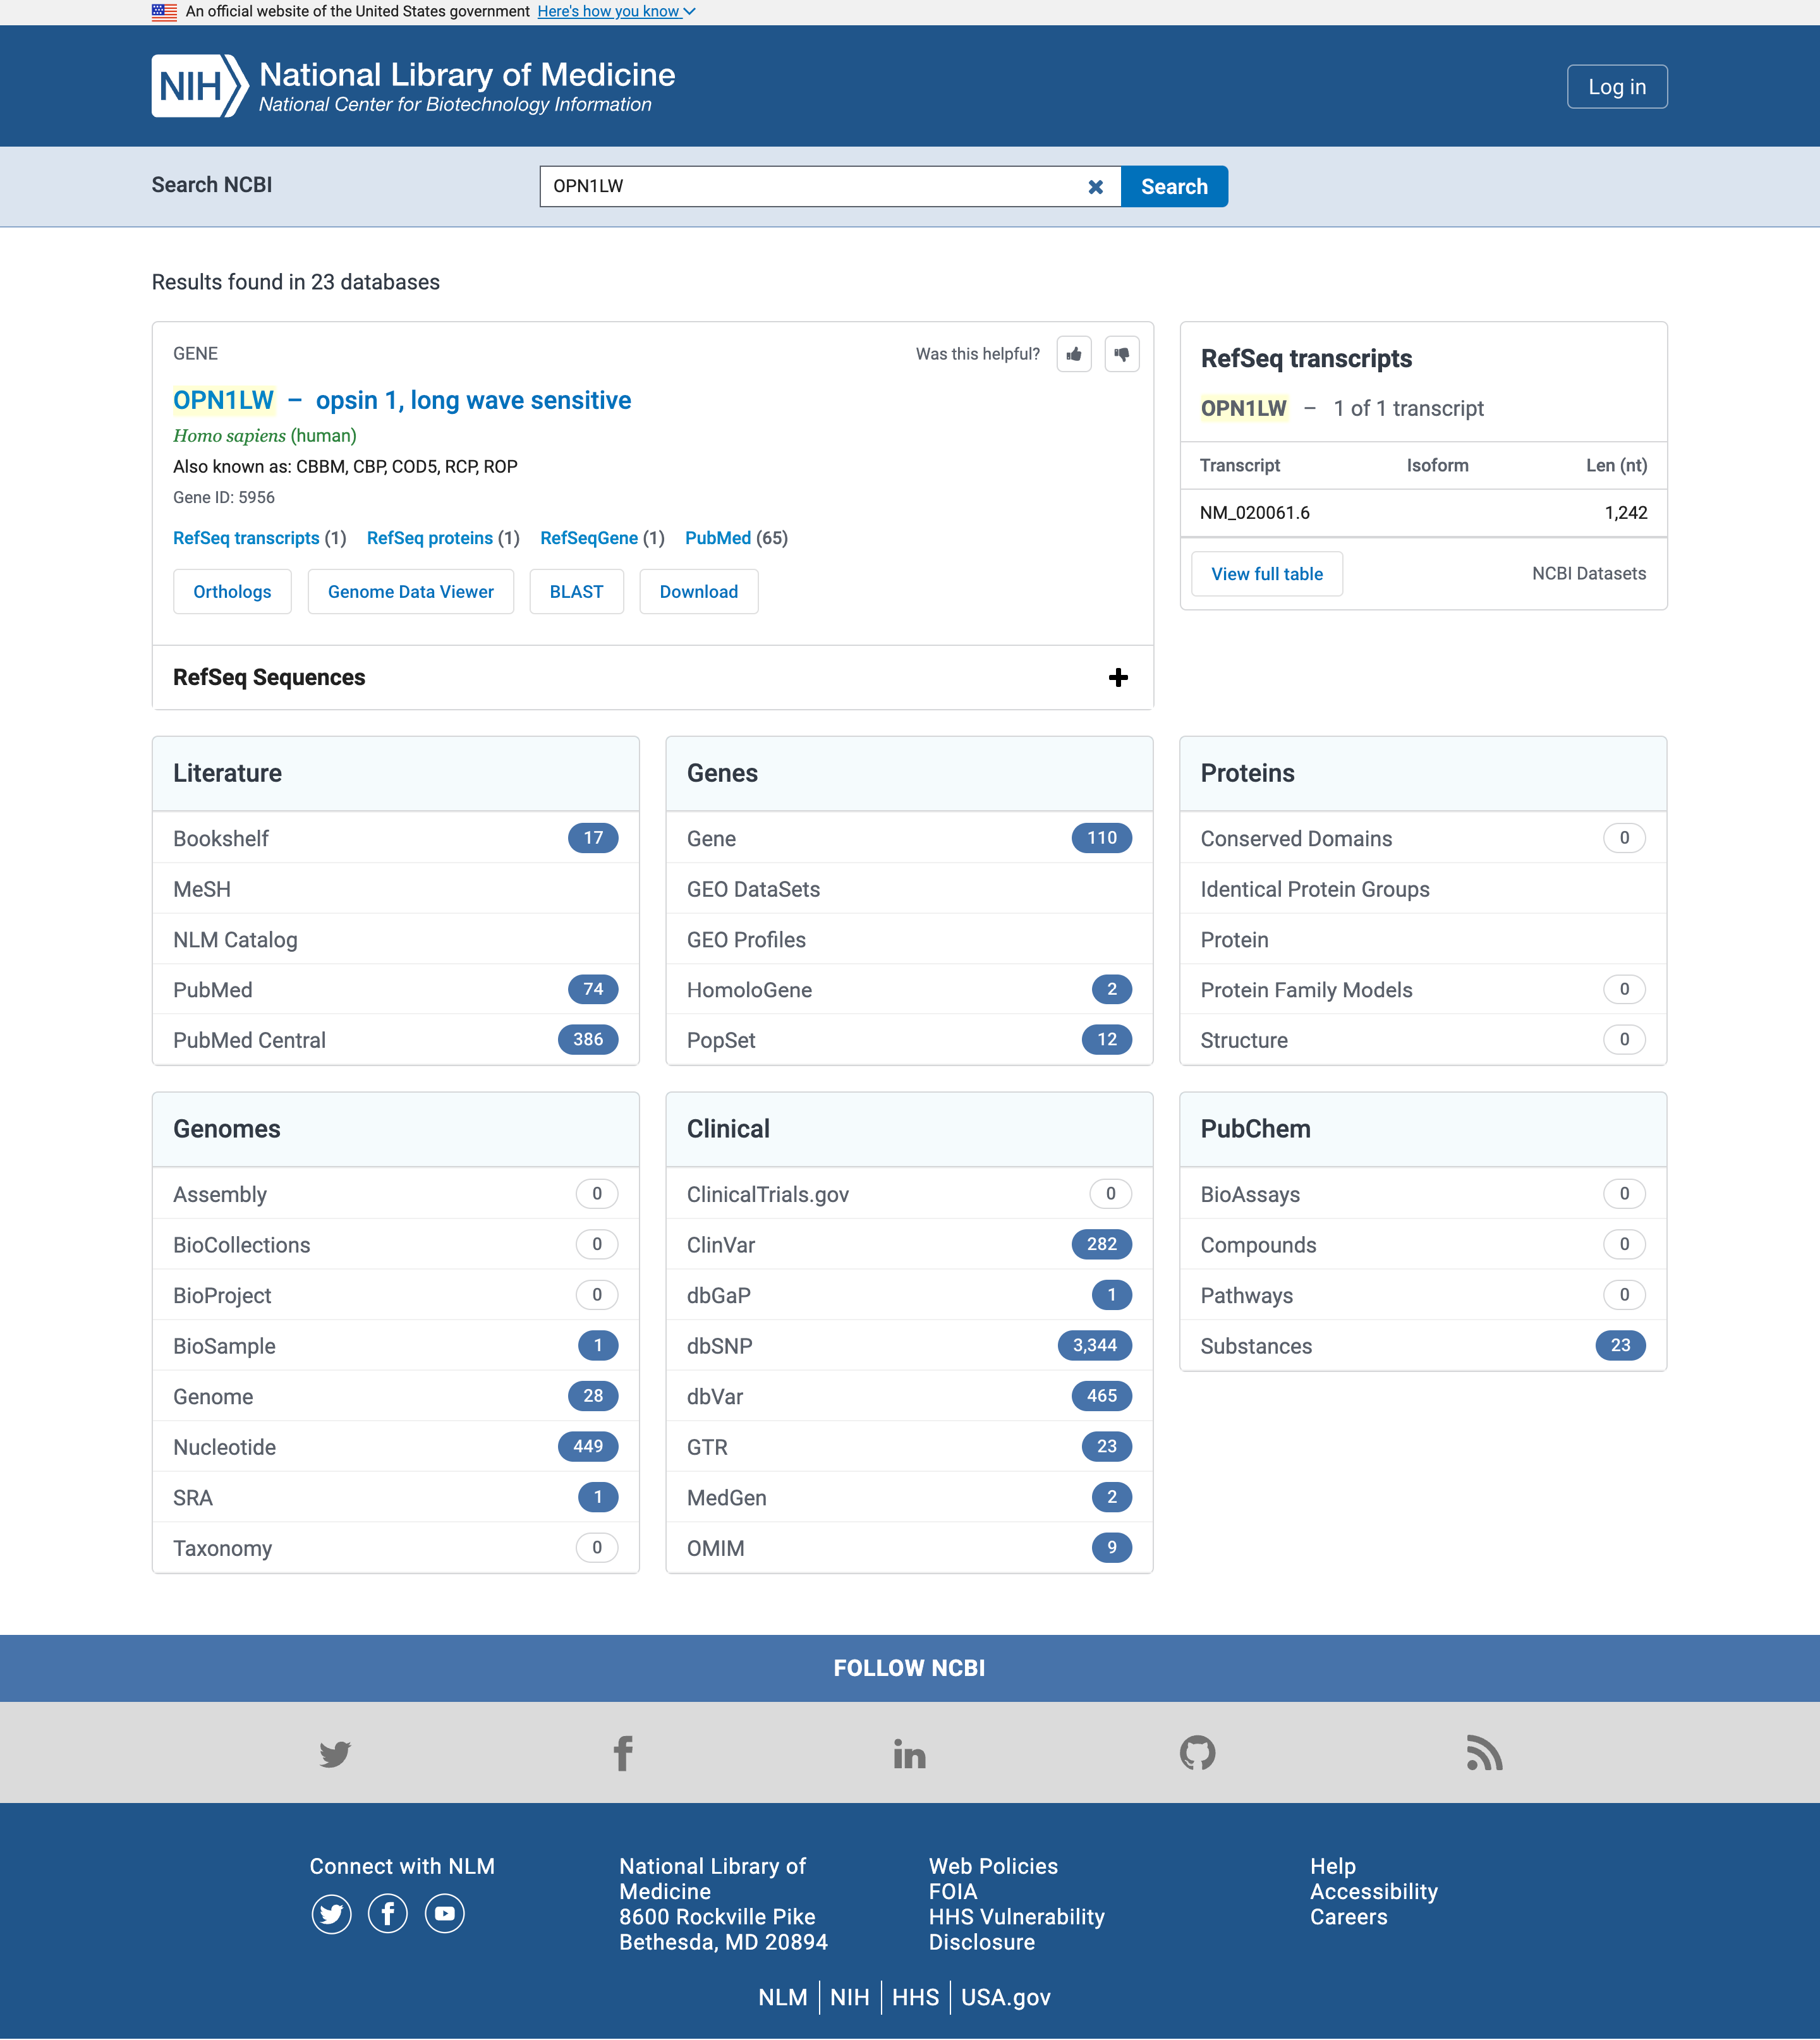 An official website of the United States government Here's how you know
NIH National Library of Medicine
National Center for Biotechnology Information
Log in
Search NCBI
OPN1LW
Search
Results found in 23 databases
GENE
Was this helpful?
OPN1LW – opsin 1, long wave sensitive
Homo sapiens (human)
Also known as: CBBM, CBP, COD5, RCP, ROP
Gene ID: 5956
RefSeq transcripts (1) RefSeq proteins (1) RefSeqGene (1) PubMed (65)
Orthologs Genome Data Viewer BLAST Download
RefSeq Sequences
RefSeq transcripts
OPN1LW – 1 of 1 transcript
Transcript Isoform Len (nt)
NM_020061.6 1,242
View full table NCBI Datasets
Literature
Bookshelf 17
MeSH
NLM Catalog
PubMed 74
PubMed Central 386
Genes
Gene 110
GEO DataSets
GEO Profiles
HomoloGene 2
PopSet 12
Proteins
Conserved Domains 0
Identical Protein Groups
Protein
Protein Family Models 0
Structure 0
Genomes
Assembly 0
BioCollections 0
BioProject 0
BioSample 1
Genome 28
Nucleotide 449
SRA 1
Taxonomy 0
Clinical
ClinicalTrials.gov 0
ClinVar 282
dbGaP 1
dbSNP 3,344
dbVar 465
GTR 23
MedGen 2
OMIM 9
PubChem
BioAssays 0
Compounds 0
Pathways 0
Substances 23
FOLLOW NCBI
Connect with NLM
National Library of
Medicine
8600 Rockville Pike
Bethesda, MD 20894
Web Policies
FOIA
HHS Vulnerability
Disclosure
Help
Accessibility
Careers
NLM NIH HHS USA.gov